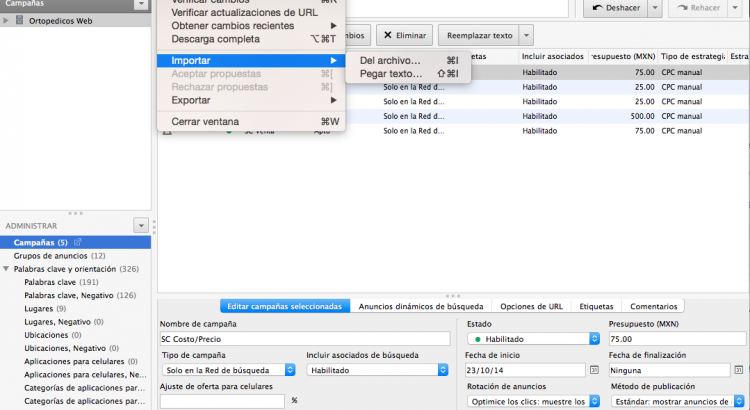 Campañas
Verificar cambios ⌘R
Verificar actualizaciones de URL
Obtener cambios recientes ▶
Descarga completa ⌥⌘T
Importar ▶
Aceptar propuestas ⌘[
Rechazar propuestas ⌘]
Exportar ▶
Cerrar ventana ⌘W
Del archivo... ⌘I
Pegar texto... ⇧⌘I
Deshacer
Rehacer
Eliminar
Reemplazar texto
Ortopedicos Web
Incluir asociados
Presupuesto (MXN)
Tipo de estrategia
Habilitado 75.00 CPC manual
Solo en la Red d... Habilitado 25.00 CPC manual
Solo en la Red d... Habilitado 25.00 CPC manual
Solo en la Red d... Habilitado 500.00 CPC manual
SC Venta Apto Solo en la Red d... Habilitado 75.00 CPC manual
ADMINISTRAR
Campañas (5)
Grupos de anuncios (12)
Palabras clave y orientación (326)
Palabras clave (191)
Palabras clave, Negativo (126)
Lugares (9)
Lugares, Negativo (0)
Ubicaciones (0)
Ubicaciones, Negativo (0)
Aplicaciones para celulares (0)
Aplicaciones para celulares, Ne...
Categorías de aplicaciones par...
Categorías de aplicaciones par...
Editar campañas seleccionadas
Anuncios dinámicos de búsqueda
Opciones de URL
Etiquetas
Comentarios
Nombre de campaña
SC Costo/Precio
Tipo de campaña
Incluir asociados de búsqueda
Solo en la Red de búsqueda
Habilitado
Ajuste de oferta para celulares
%
Estado
Presupuesto (MXN)
Habilitado
75.00
Fecha de inicio
Fecha de finalización
23/10/14
Ninguna
Rotación de anuncios
Método de publicación
Optimice los clics: muestre los
Estándar: mostrar anuncios de